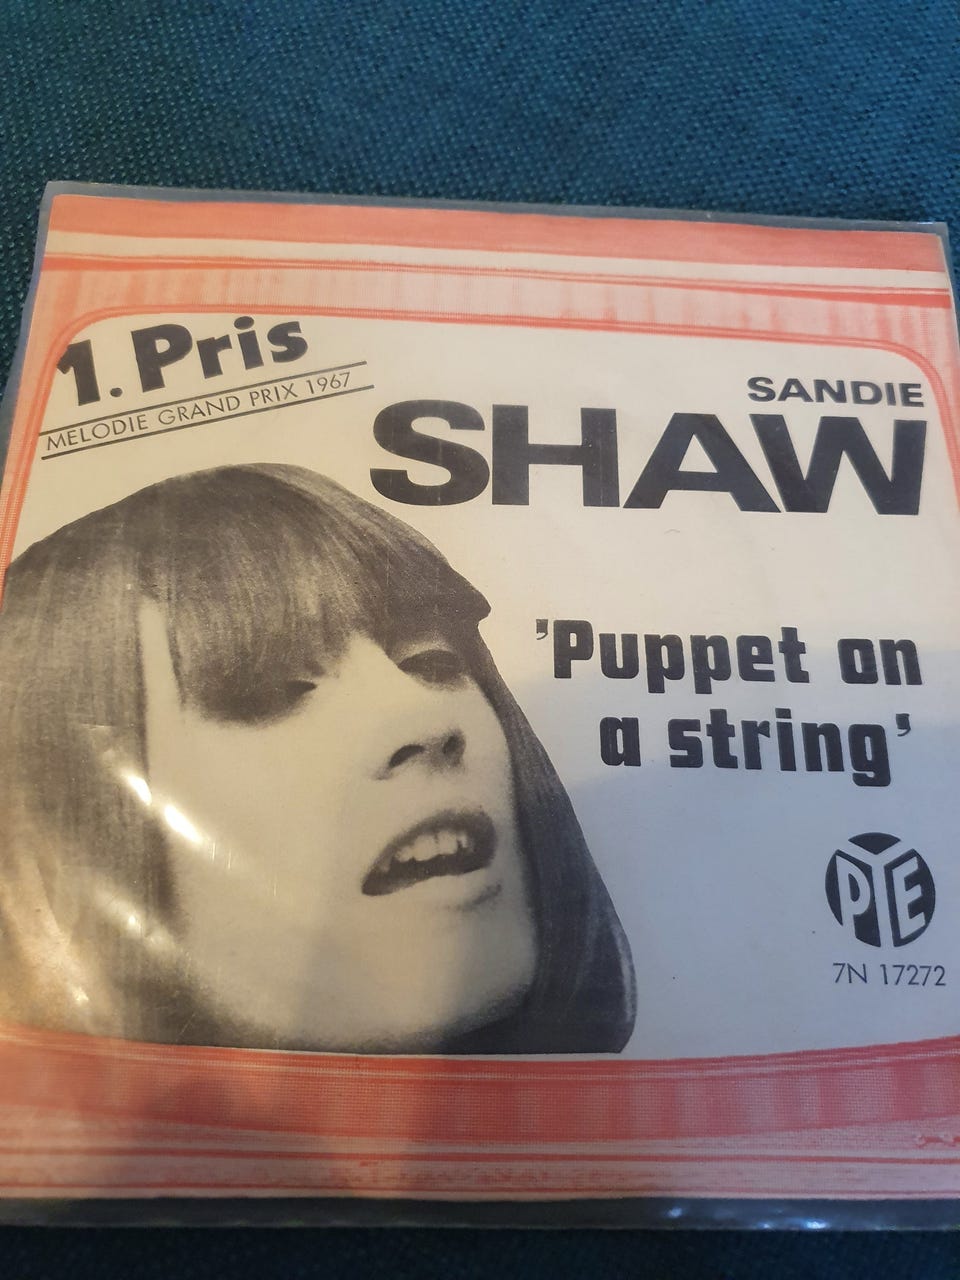 1. Pris
MELODIE GRAND PRIX 1967
SANDIE
SHAW
'Puppet on
a string'
PYE
7N 17272